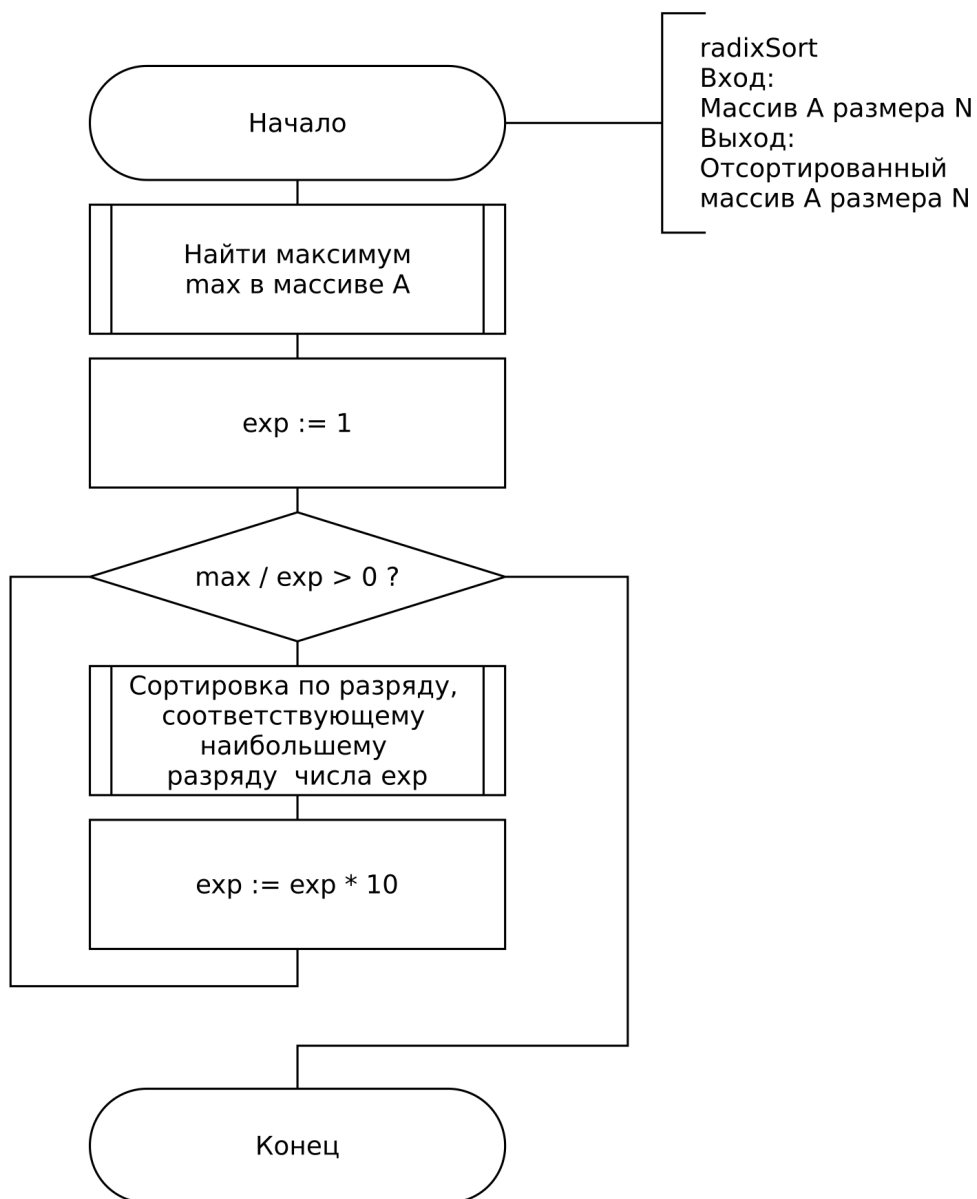 Начало
radixSort
Вход:
Массив A размера N
Выход:
Отсортированный
массив A размера N
Найти максимум
max в массиве A
exp := 1
max / exp > 0 ?
Сортировка по разряду,
соответствующему
наибольшему
разряду  числа exp
exp := exp * 10
Конец